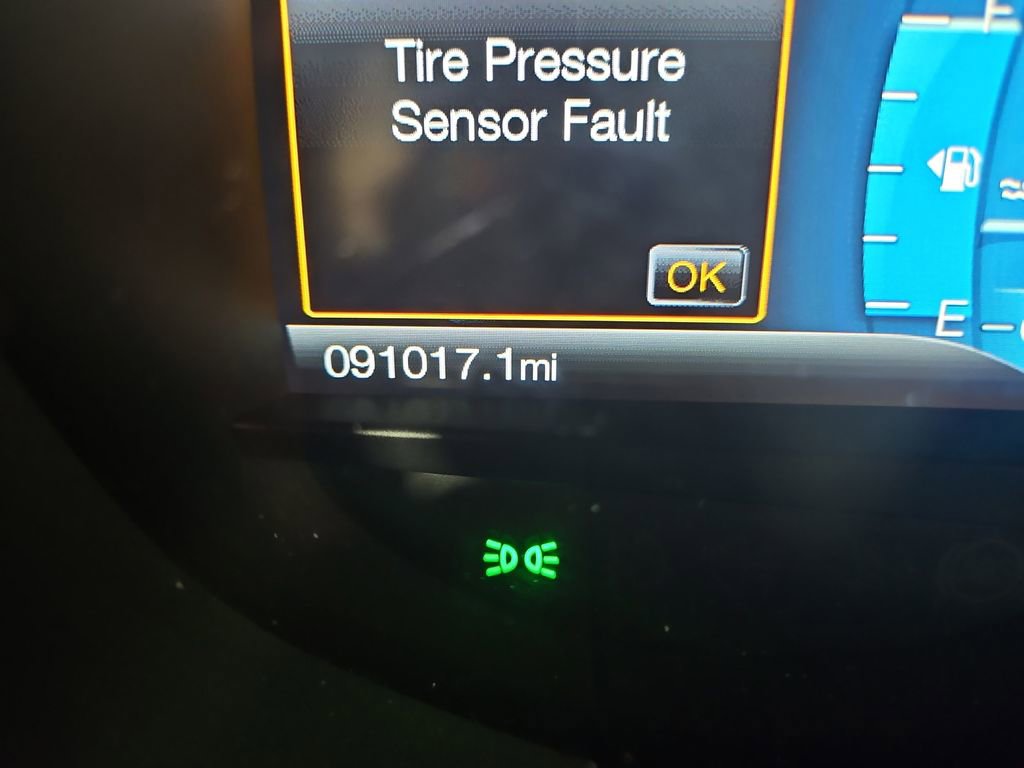 Tire Pressure
Sensor Fault
OK
091017.1mi
F
E